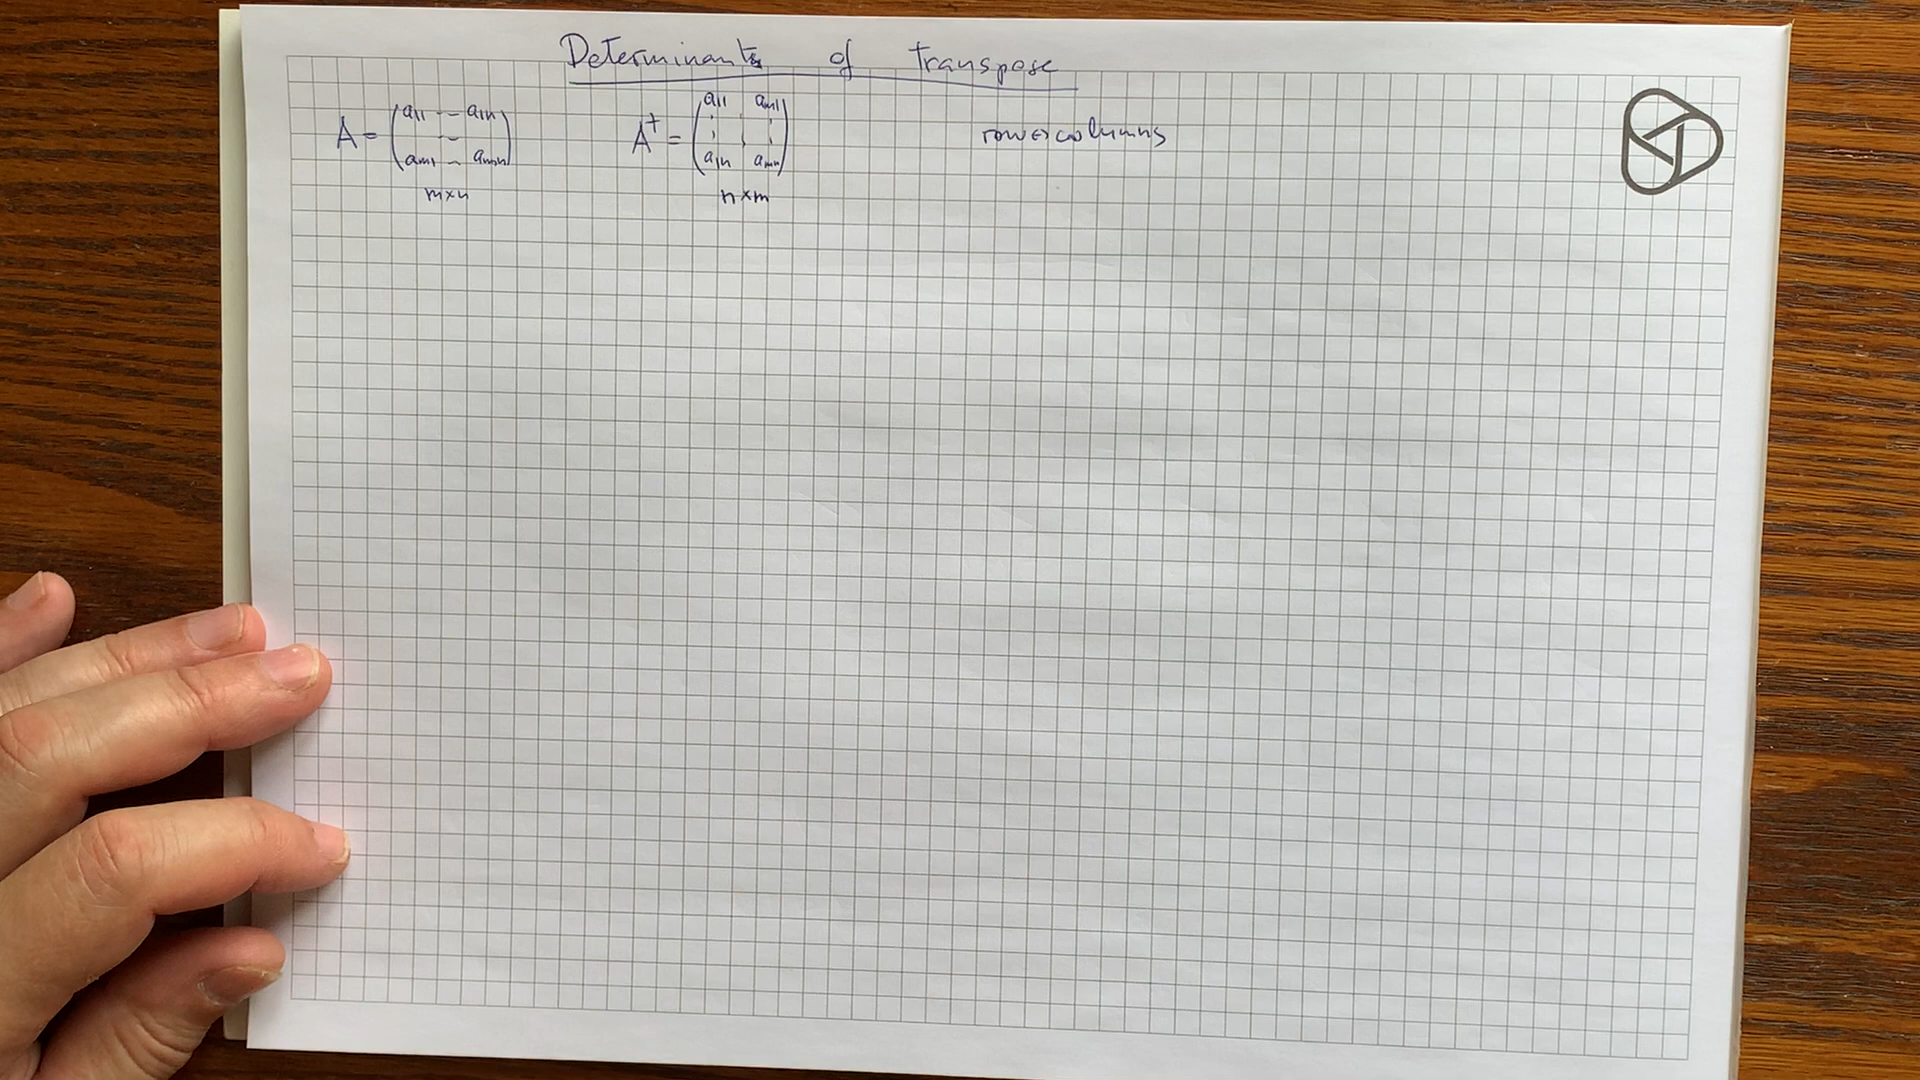 Determinants of transpose
A = (a11 -- a1n -- am1 -- amn) A^T = (a11 am1 a1n amn) rows↔columns
m×n n×m